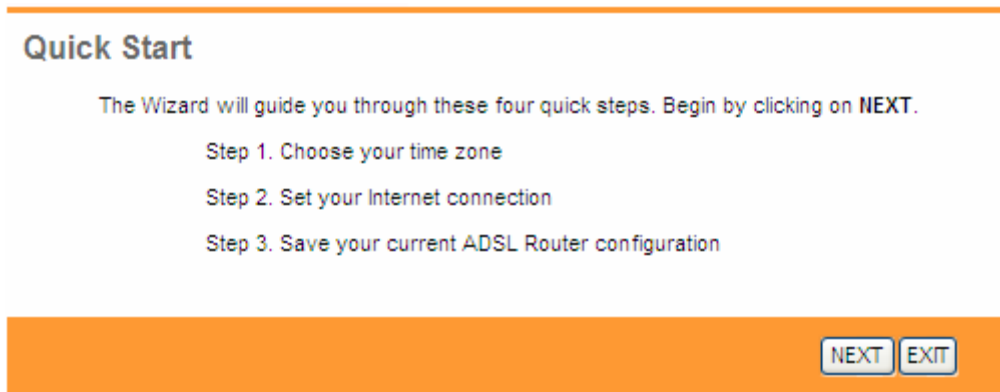 Quick Start
The Wizard will guide you through these four quick steps. Begin by clicking on NEXT.
Step 1. Choose your time zone
Step 2. Set your Internet connection
Step 3. Save your current ADSL Router configuration
NEXT EXIT